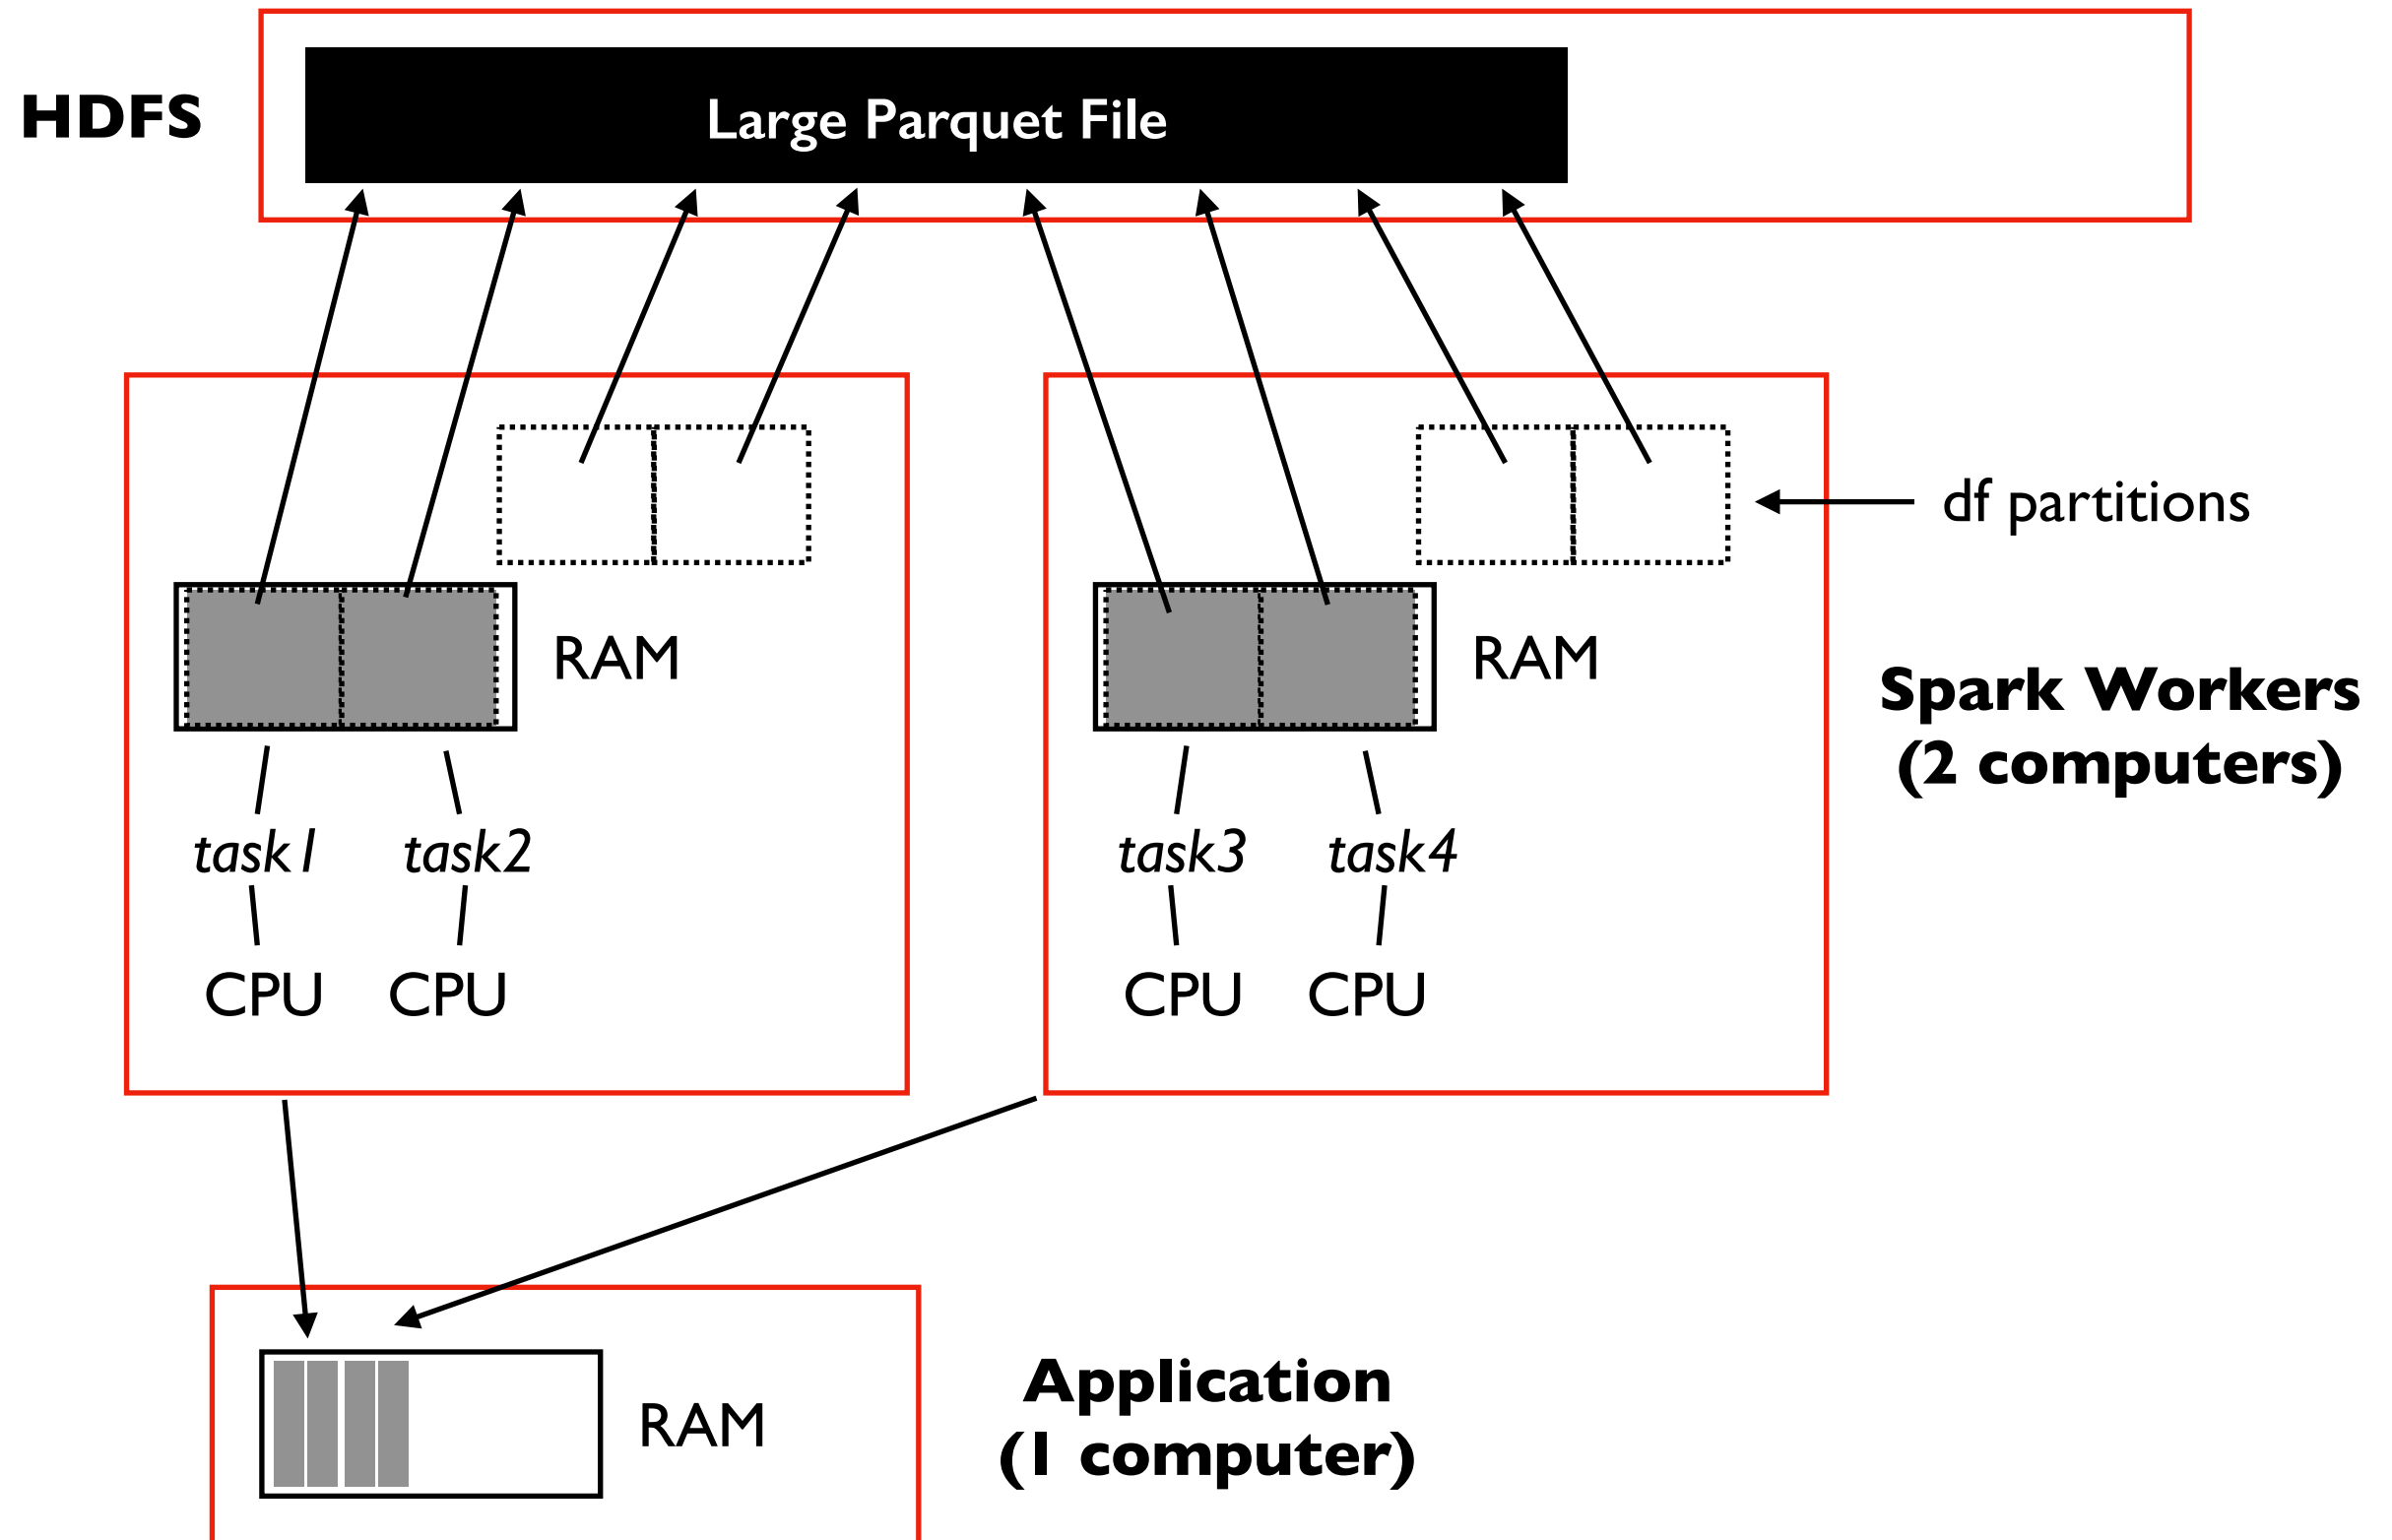 HDFS
Large Parquet File
df partitions
RAM
RAM
Spark Workers
(2 computers)
task1
task2
task3
task4
CPU
CPU
CPU
CPU
Application
(1 computer)
RAM